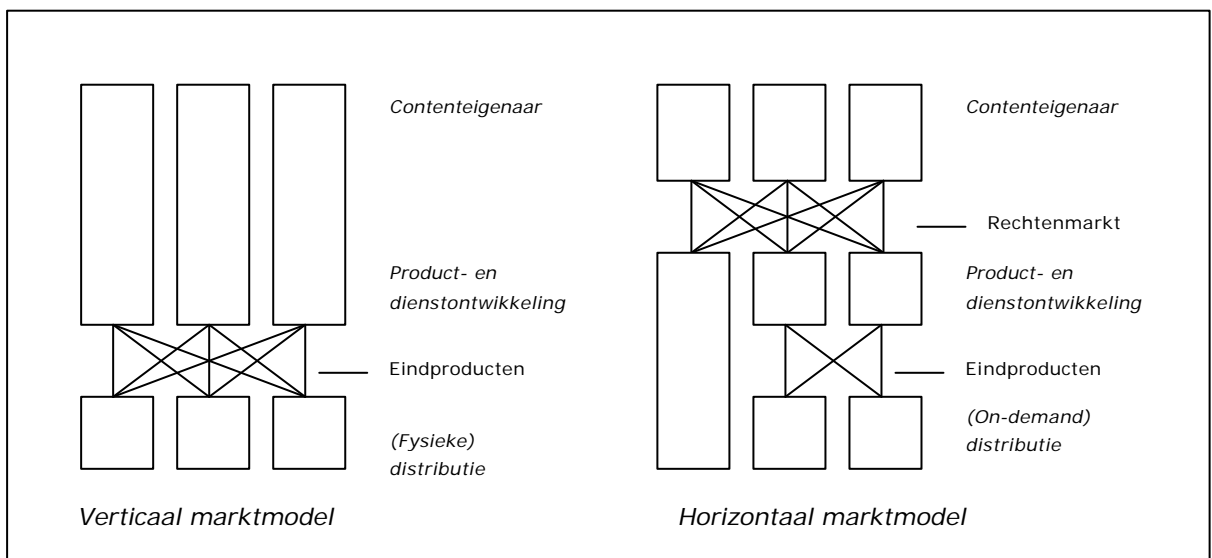 Contenteigenaar
Product- en
dienstontwikkeling
Eindproducten
(Fysieke)
distributie
Verticaal marktmodel
Contenteigenaar
Rechtenmarkt
Product- en
dienstontwikkeling
Eindproducten
(On-demand)
distributie
Horizontaal marktmodel